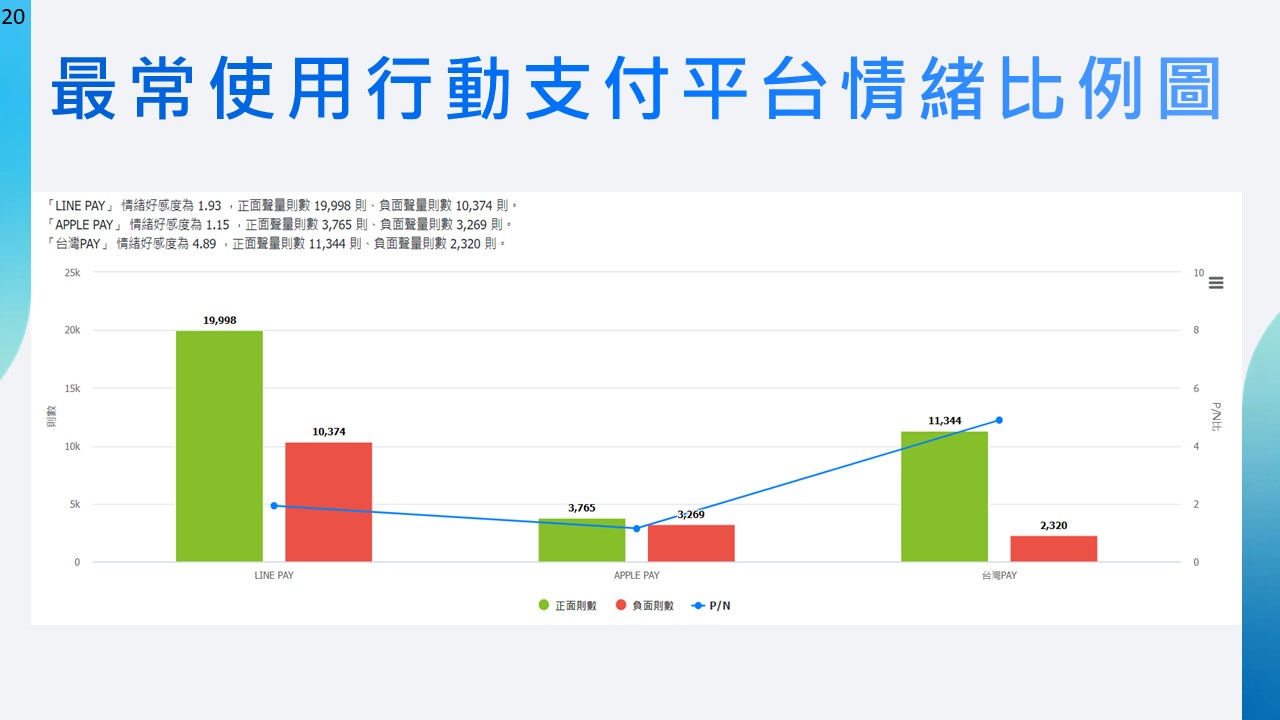 20
最常使用行動支付平台情緒比例圖
「LINE PAY」 情緒好感度為 1.93 ，正面聲量則數 19,998 則、負面聲量則數 10,374 則。
「APPLE PAY」 情緒好感度為 1.15 ，正面聲量則數 3,765 則、負面聲量則數 3,269 則。
「台灣PAY」 情緒好感度為 4.89 ，正面聲量則數 11,344 則、負面聲量則數 2,320 則。
25k
20k
15k
10k
5k
0
則數
10
8
6
4
2
0
P/N比
19,998
10,374
3,765
3,269
11,344
2,320
LINE PAY
APPLE PAY
台灣PAY
正面則數 負面則數 P/N